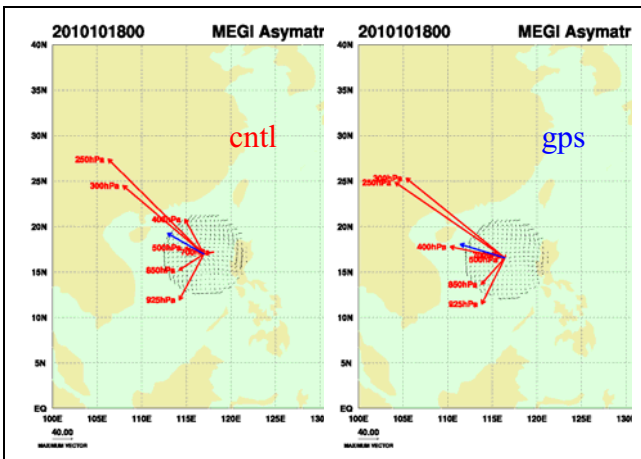 2010101800 MEGI Asymatr
40N
cntl
35N
30N
250hPa
25N
300hPa
20N
400hPa
500hPa
15N
850hPa
925hPa
10N
5N
EQ
100E 105E 110E 115E 120E 125E 130
40.00
MAXIMUM VECTOR
2010101800 MEGI Asymatr
40N
gps
35N
30N
25N
300hPa
250hPa
20N
400hPa
500hPa
15N
850hPa
925hPa
10N
5N
EQ
100E 105E 110E 115E 120E 125E 130
40.00
MAXIMUM VECTOR